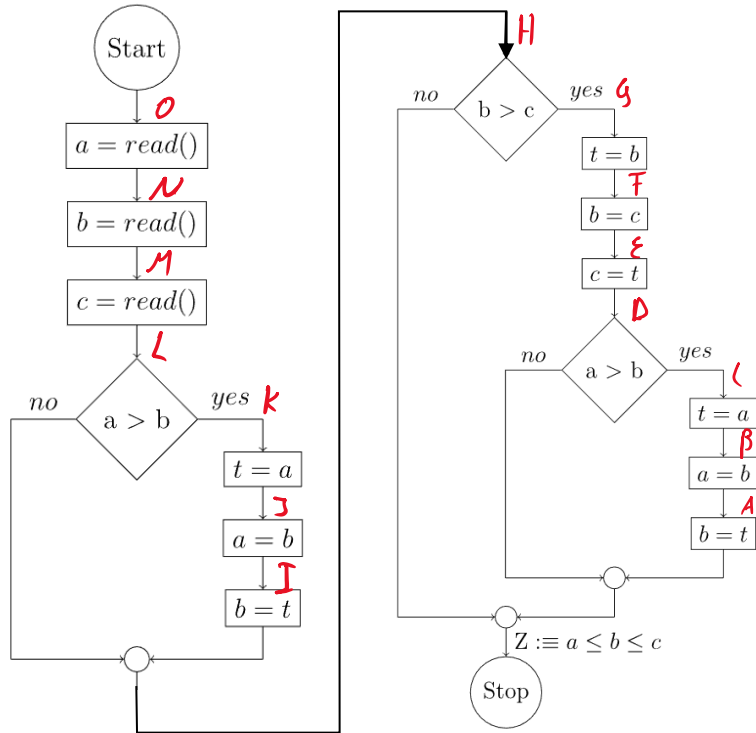 Start
O
a = read()
N
b = read()
M
c = read()
L
no
a > b
yes
K
t = a
J
a = b
I
b = t
H
no
b > c
yes
G
t = b
F
b = c
E
c = t
D
no
a > b
yes
C
t = a
B
a = b
A
b = t
Z :≡ a ≤ b ≤ c
Stop